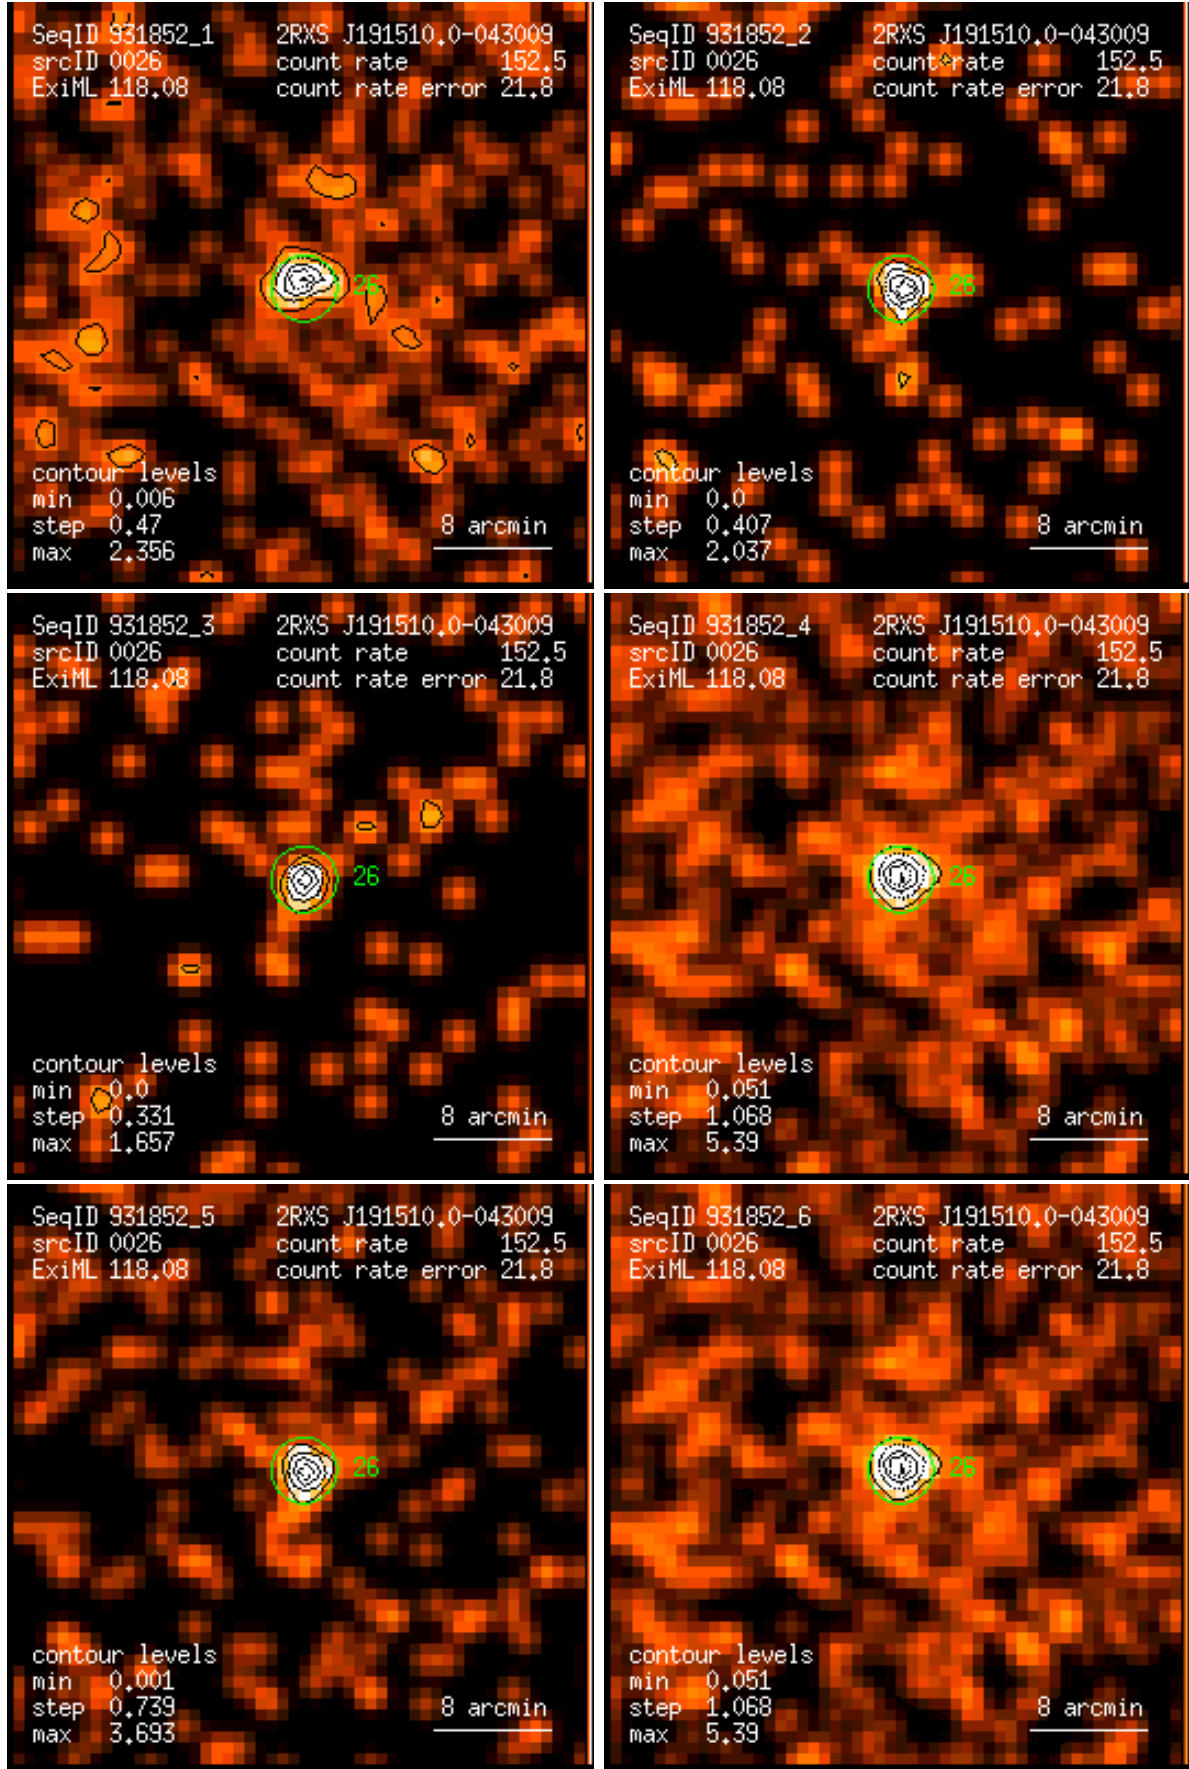 SeqID 931852_1 2RXS J191510.0-043009
srcID 0026 count rate 152.5
ExiML 118.08 count rate error 21.8
26
contour levels
min 0.006
step 0.47 8 arcmin
max 2.356
SeqID 931852_2 2RXS J191510.0-043009
srcID 0026 count rate 152.5
ExiML 118.08 count rate error 21.8
26
contour levels
min 0.0
step 0.407 8 arcmin
max 2.037
SeqID 931852_3 2RXS J191510.0-043009
srcID 0026 count rate 152.5
ExiML 118.08 count rate error 21.8
26
contour levels
min 0.0
step 0.331 8 arcmin
max 1.657
SeqID 931852_4 2RXS J191510.0-043009
srcID 0026 count rate 152.5
ExiML 118.08 count rate error 21.8
26
contour levels
min 0.051
step 1.068 8 arcmin
max 5.39
SeqID 931852_5 2RXS J191510.0-043009
srcID 0026 count rate 152.5
ExiML 118.08 count rate error 21.8
26
contour levels
min 0.001
step 0.739 8 arcmin
max 3.693
SeqID 931852_6 2RXS J191510.0-043009
srcID 0026 count rate 152.5
ExiML 118.08 count rate error 21.8
26
contour levels
min 0.051
step 1.068 8 arcmin
max 5.39